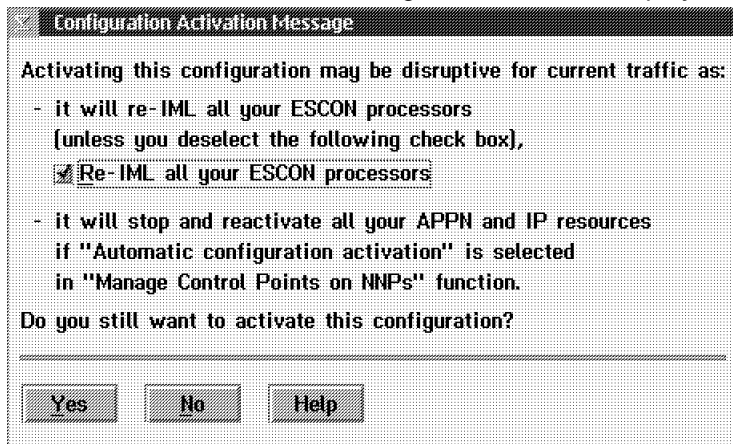 Configuration Activation Message
Activating this configuration may be disruptive for current traffic as:
- it will re-IML all your ESCON processors
(unless you deselect the following check box),
Re-IML all your ESCON processors
- it will stop and reactivate all your APPN and IP resources
if "Automatic configuration activation" is selected
in "Manage Control Points on NNPs" function.
Do you still want to activate this configuration?
Yes No Help